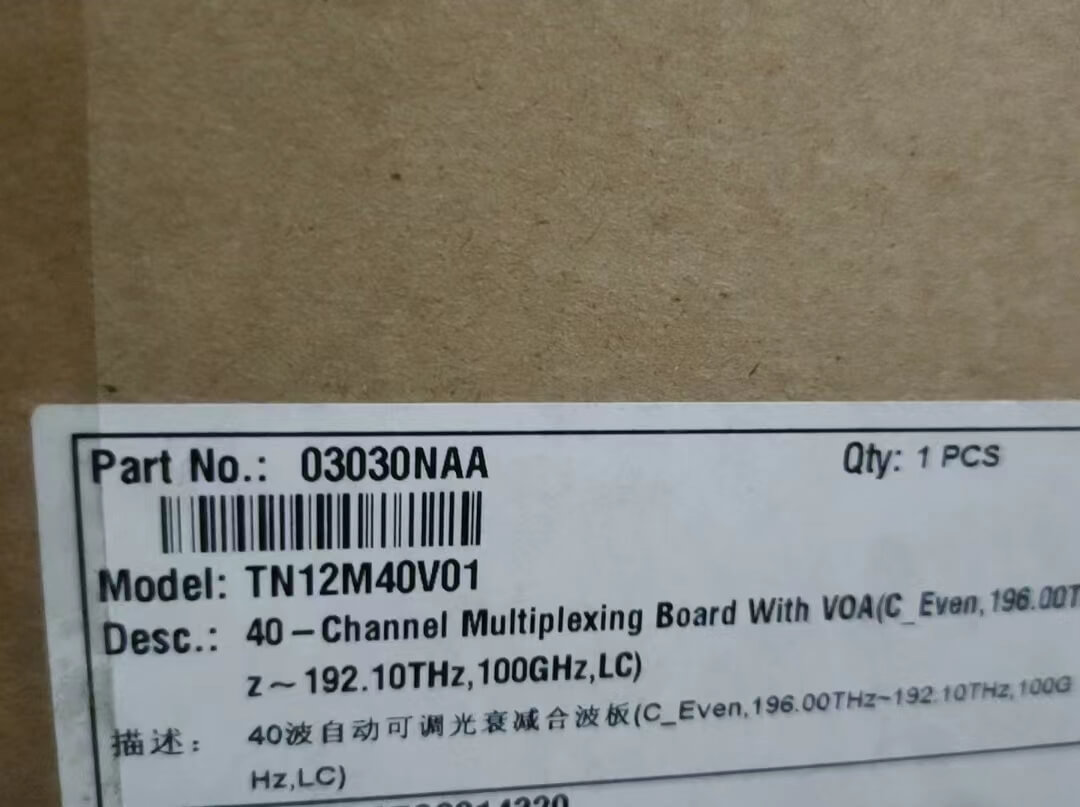 Part No.: 03030NAA
Qty: 1 PCS
Model: TN12M40V01
Desc.: 40-Channel Multiplexing Board With VOA(C_Even,196.00T
z~192.10THz,100GHz,LC)
描述: 40波自动可调光衰减合波板(C_Even,196.00THz~192.10THz,100G
Hz,LC)